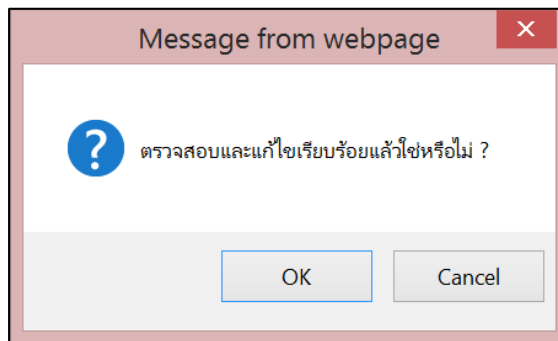 Message from webpage
ตรวจสอบและแก้ไขเรียบร้อยแล้วใช่หรือไม่ ?
OK Cancel